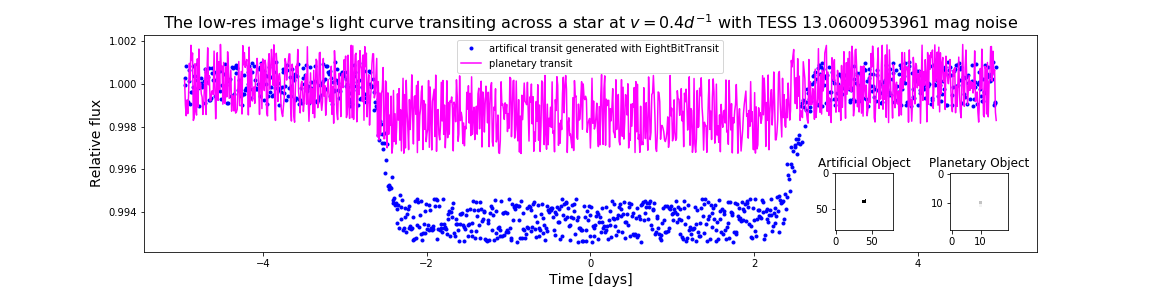 The low-res image's light curve transiting across a star at v = 0.4d⁻¹ with TESS 13.0600953961 mag noise
artifical transit generated with EightBitTransit
planetary transit
Relative flux
1.002
1.000
0.998
0.996
0.994
Artificial Object
Planetary Object
0
50
0
50
0
10
0
10
−4
−2
0
2
4
Time [days]